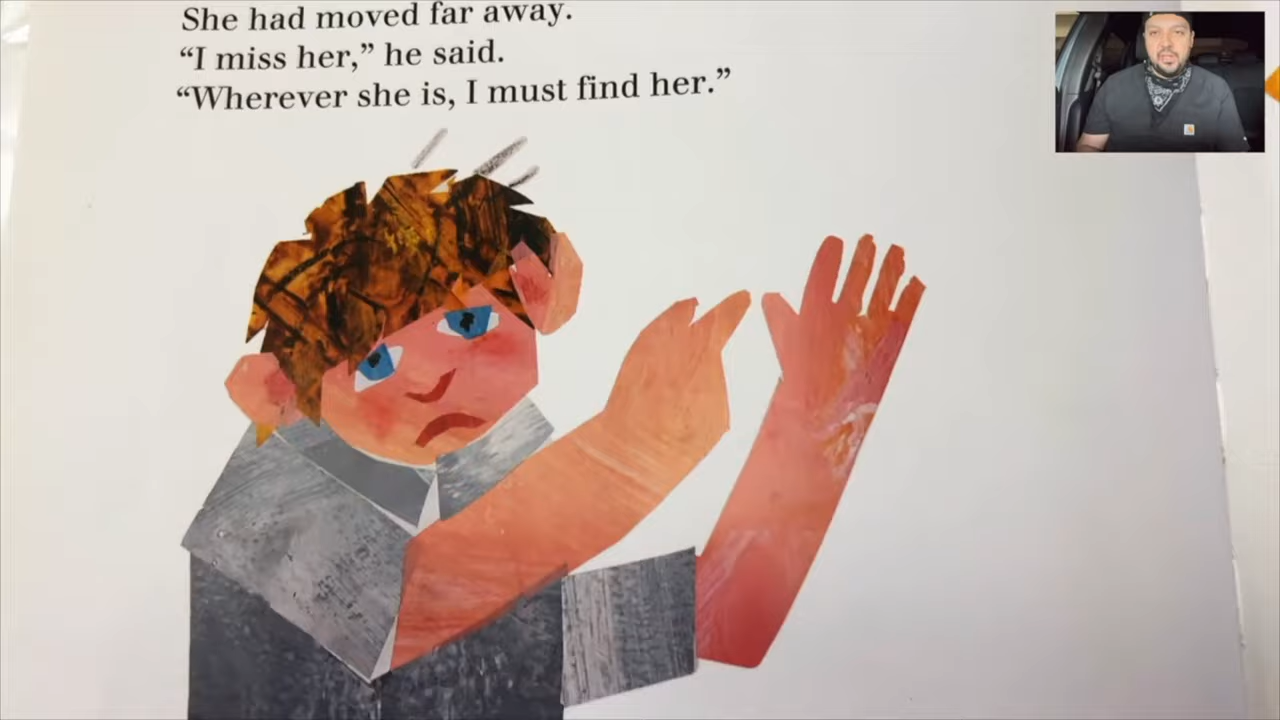 She had moved far away.
“I miss her,” he said.
“Wherever she is, I must find her.”